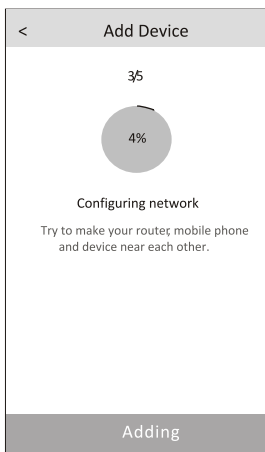 < Add Device
3/5
4%
Configuring network
Try to make your router, mobile phone
and device near each other.
Adding